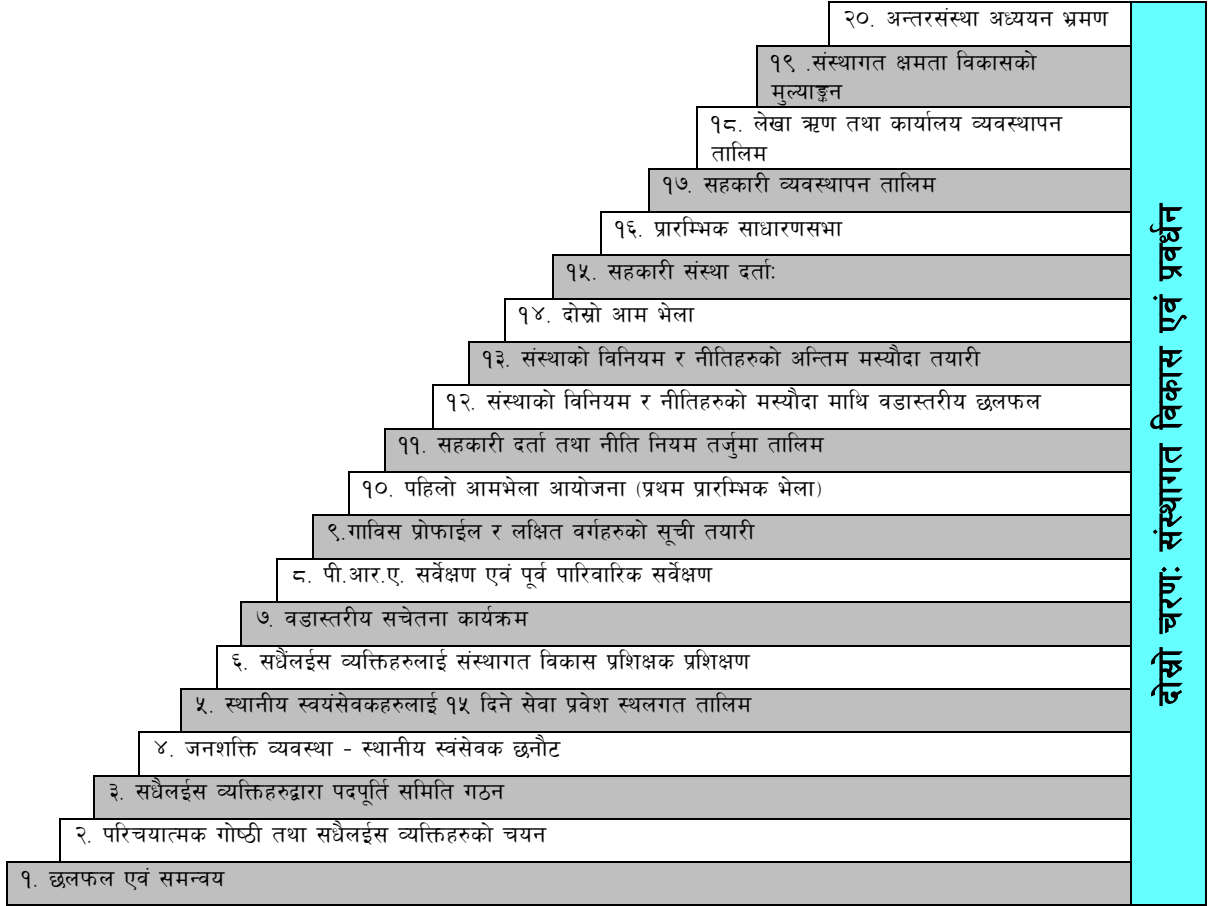 २०. अन्तरसंस्था अध्ययन भ्रमण
१९ .संस्थागत क्षमता विकासको
मुल्याङ्कन
१८. लेखा ऋण तथा कार्यालय व्यवस्थापन
तालिम
१७. सहकारी व्यवस्थापन तालिम
१६. प्रारम्भिक साधारणसभा
१५. सहकारी संस्था दर्ताः
१४. दोस्रो आम भेला
१३. संस्थाको विनियम र नीतिहरुको अन्तिम मस्यौदा तयारी
१२. संस्थाको विनियम र नीतिहरुको मस्यौदा माथि वडास्तरीय छलफल
११. सहकारी दर्ता तथा नीति नियम तर्जुमा तालिम
१०. पहिलो आमभेला आयोजना (प्रथम प्रारम्भिक भेला)
९.गाविस प्रोफाईल र लक्षित वर्गहरुको सूची तयारी
८. पी.आर.ए. सर्वेक्षण एवं पूर्व पारिवारिक सर्वेक्षण
७. वडास्तरीय सचेतना कार्यक्रम
६. सधैंलईस व्यक्तिहरुलाई संस्थागत विकास प्रशिक्षक प्रशिक्षण
५. स्थानीय स्वयंसेवकहरुलाई १५ दिने सेवा प्रवेश स्थलगत तालिम
४. जनशक्ति व्यवस्था - स्थानीय स्वंसेवक छनौट
३. सधैलईस व्यक्तिहरुद्वारा पदपूर्ति समिति गठन
२. परिचयात्मक गोष्ठी तथा सधैलईस व्यक्तिहरुको चयन
१. छलफल एवं समन्वय
दोस्रो चरणः संस्थागत विकास एवं प्रवर्धन